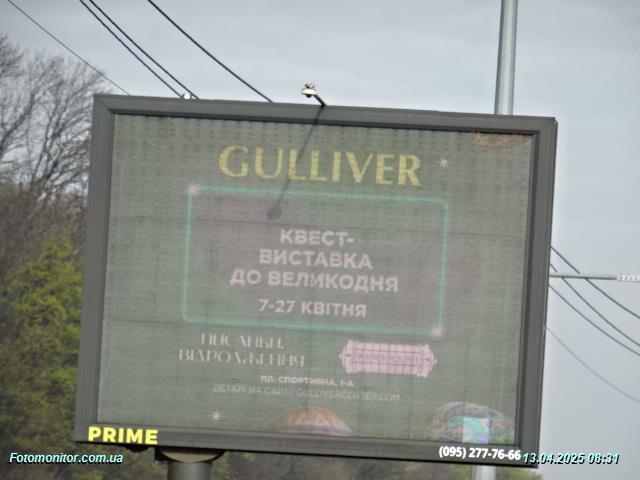 GULLIVER
КВЕСТ-
ВИСТАВКА
ДО ВЕЛИКОДНЯ
7-27 КВІТНЯ
ПИСАНКИ.
ВІДРОДЖЕННЯ
ПЛ. СПОРТИВНА, 1-А
ДЕТАЛІ НА САЙТІ GULLIVERCENTER.COM
PRIME
(095) 277-76-66
Fotomonitor.com.ua
13.04.2025 08:31